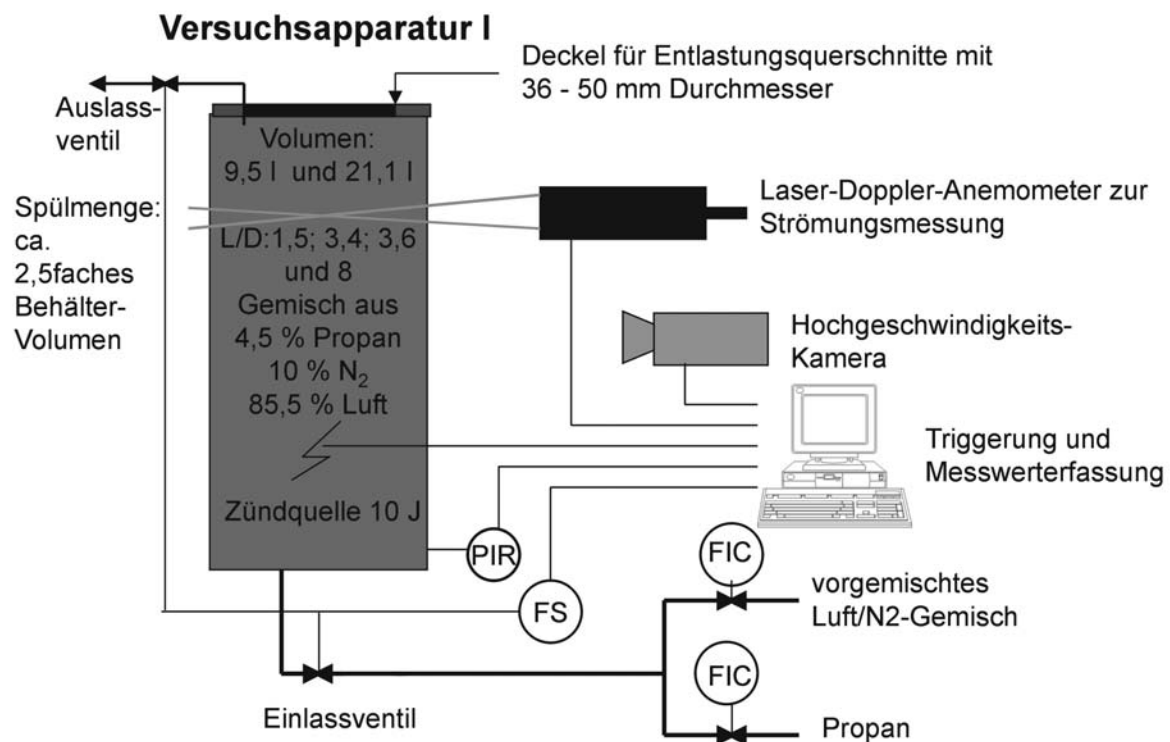 Versuchsapparatur I
Deckel für Entlastungsquerschnitte mit
36 - 50 mm Durchmesser
Auslass-
ventil
Volumen:
9,5 l und 21,1 l
Spülmenge:
ca.
2,5faches
Behälter-
Volumen
Laser-Doppler-Anemometer zur
Strömungsmessung
L/D:1,5; 3,4; 3,6
und 8
Gemisch aus
4,5 % Propan
10 % N₂
85,5 % Luft
Hochgeschwindigkeits-
Kamera
Triggerung und
Messwerterfassung
Zündquelle 10 J
PIR
FS
FIC
vorgemischtes
Luft/N2-Gemisch
FIC
Einlassventil
Propan